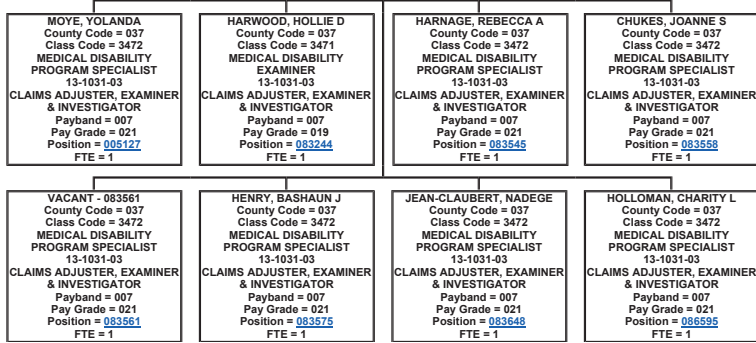 MOYE, YOLANDA
County Code = 037
Class Code = 3472
MEDICAL DISABILITY
PROGRAM SPECIALIST
13-1031-03
CLAIMS ADJUSTER, EXAMINER
& INVESTIGATOR
Payband = 007
Pay Grade = 021
Position = 005127
FTE = 1
HARWOOD, HOLLIE D
County Code = 037
Class Code = 3471
MEDICAL DISABILITY
EXAMINER
13-1031-03
CLAIMS ADJUSTER, EXAMINER
& INVESTIGATOR
Payband = 007
Pay Grade = 019
Position = 083244
FTE = 1
HARNAGE, REBECCA A
County Code = 037
Class Code = 3472
MEDICAL DISABILITY
PROGRAM SPECIALIST
13-1031-03
CLAIMS ADJUSTER, EXAMINER
& INVESTIGATOR
Payband = 007
Pay Grade = 021
Position = 083545
FTE = 1
CHUKES, JOANNE S
County Code = 037
Class Code = 3472
MEDICAL DISABILITY
PROGRAM SPECIALIST
13-1031-03
CLAIMS ADJUSTER, EXAMINER
& INVESTIGATOR
Payband = 007
Pay Grade = 021
Position = 083558
FTE = 1
VACANT - 083561
County Code = 037
Class Code = 3472
MEDICAL DISABILITY
PROGRAM SPECIALIST
13-1031-03
CLAIMS ADJUSTER, EXAMINER
& INVESTIGATOR
Payband = 007
Pay Grade = 021
Position = 083561
FTE = 1
HENRY, BASHAUN J
County Code = 037
Class Code = 3472
MEDICAL DISABILITY
PROGRAM SPECIALIST
13-1031-03
CLAIMS ADJUSTER, EXAMINER
& INVESTIGATOR
Payband = 007
Pay Grade = 021
Position = 083575
FTE = 1
JEAN-CLAUBERT, NADEGE
County Code = 037
Class Code = 3472
MEDICAL DISABILITY
PROGRAM SPECIALIST
13-1031-03
CLAIMS ADJUSTER, EXAMINER
& INVESTIGATOR
Payband = 007
Pay Grade = 021
Position = 083648
FTE = 1
HOLLOMAN, CHARITY L
County Code = 037
Class Code = 3472
MEDICAL DISABILITY
PROGRAM SPECIALIST
13-1031-03
CLAIMS ADJUSTER, EXAMINER
& INVESTIGATOR
Payband = 007
Pay Grade = 021
Position = 086595
FTE = 1